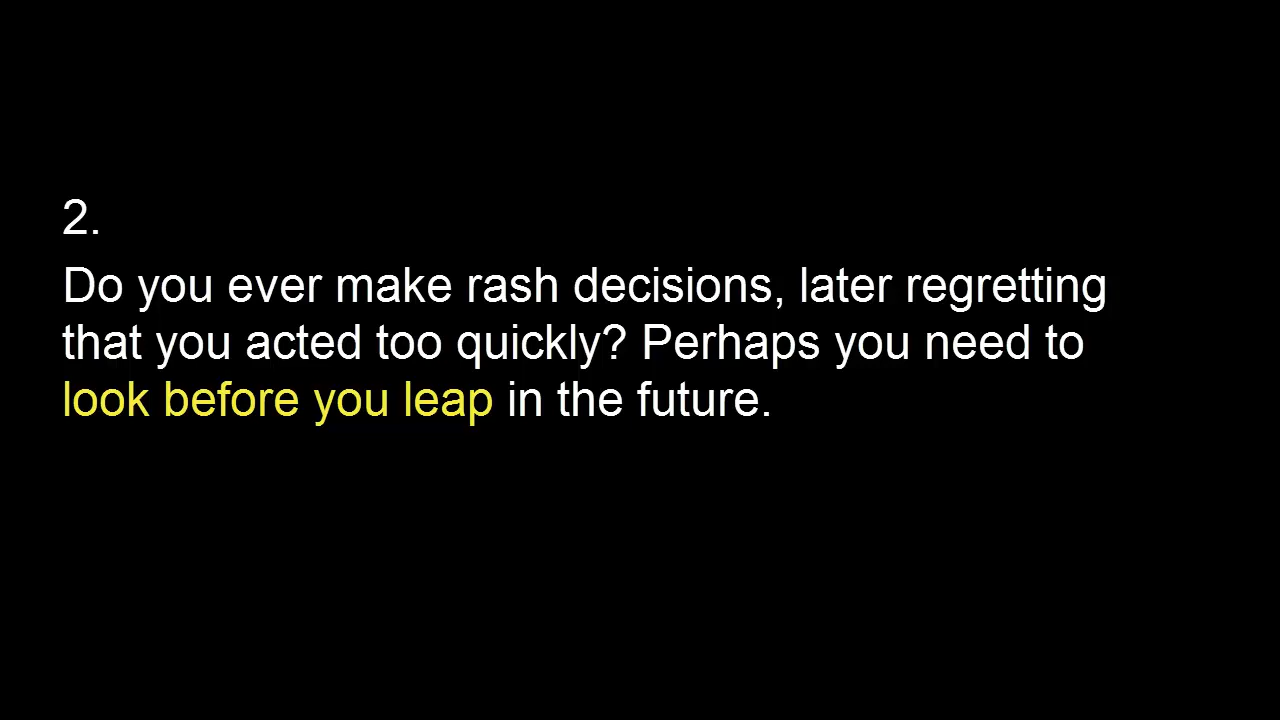 2.
Do you ever make rash decisions, later regretting
that you acted too quickly? Perhaps you need to
look before you leap in the future.